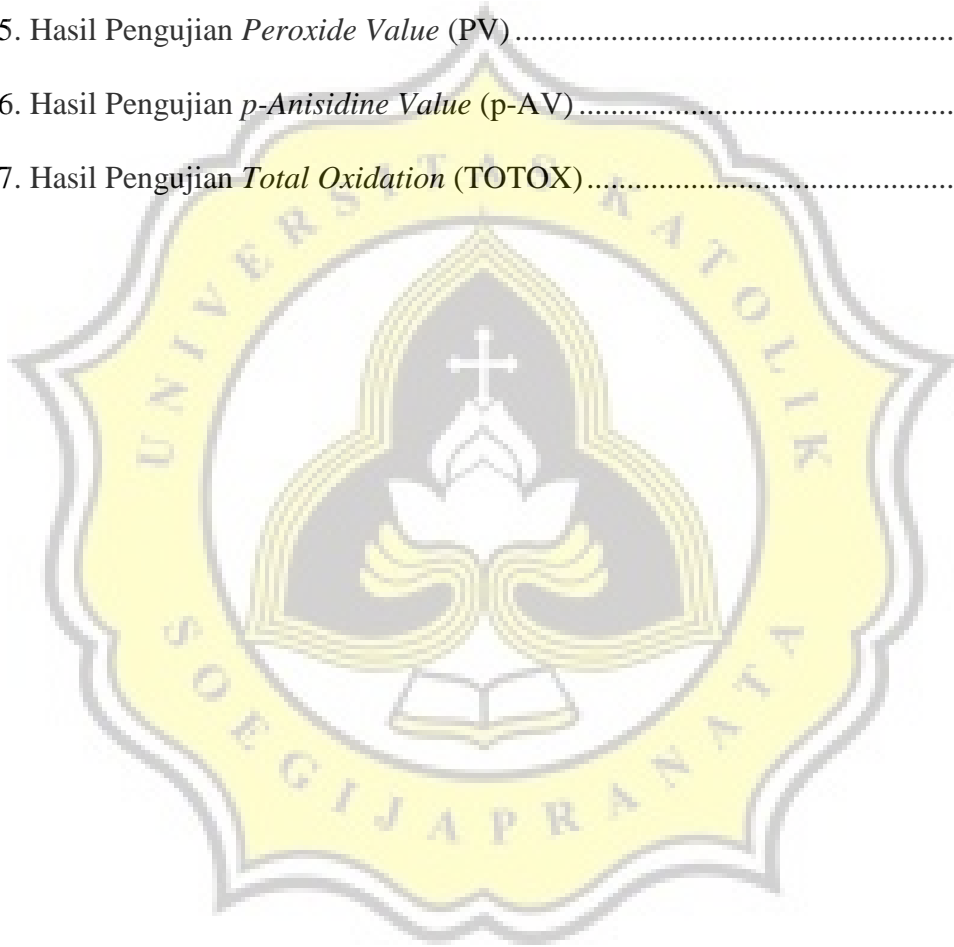 5. Hasil Pengujian Peroxide Value (PV)................................................................
6. Hasil Pengujian p-Anisidine Value (p-AV)........................................................
7. Hasil Pengujian Total Oxidation (TOTOX).......................................................
UNIVERSITAS KATOLIK
SOEGIJAPRANATA